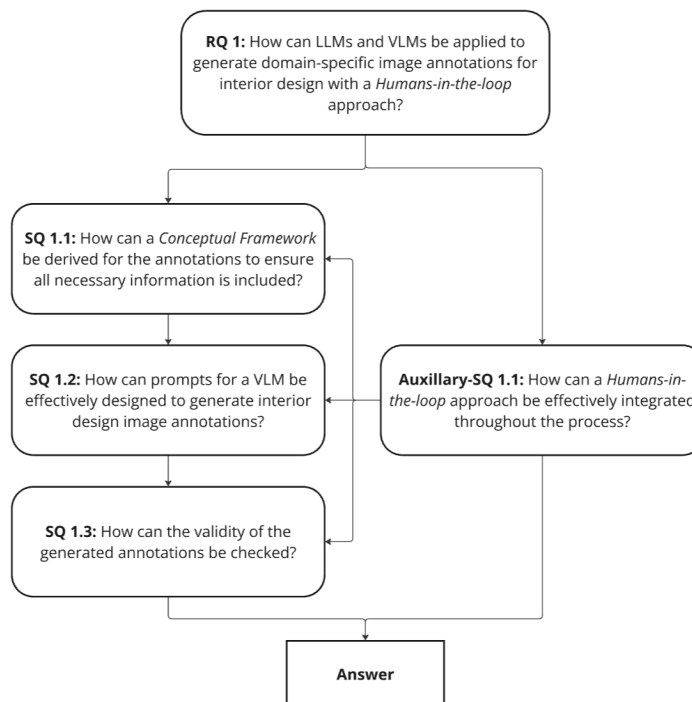 RQ 1: How can LLMs and VLMs be applied to
generate domain-specific image annotations for
interior design with a Humans-in-the-loop
approach?
SQ 1.1: How can a Conceptual Framework
be derived for the annotations to ensure
all necessary information is included?
SQ 1.2: How can prompts for a VLM be
effectively designed to generate interior
design image annotations?
Auxillary-SQ 1.1: How can a Humans-in-
the-loop approach be effectively integrated
throughout the process?
SQ 1.3: How can the validity of the
generated annotations be checked?
Answer